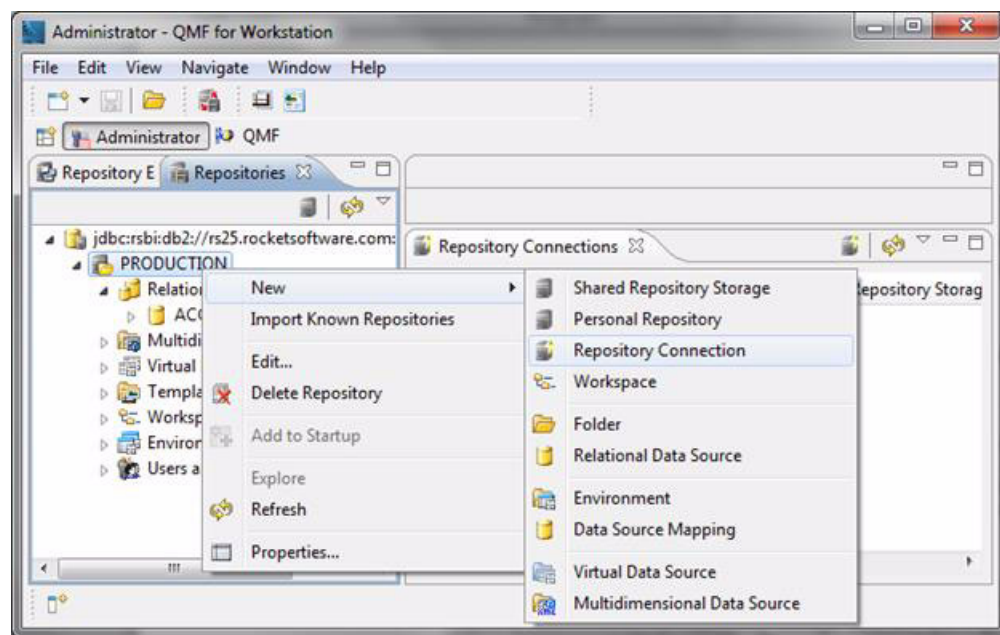 Administrator - QMF for Workstation
File Edit View Navigate Window Help
Administrator QMF
Repository E Repositories
jdbc:rsbi:db2://rs25.rocketsoftware.com:
Repository Connections
PRODUCTION
Relation
New
Shared Repository Storage
Repository Storag
ACC
Import Known Repositories
Personal Repository
Multidi
Repository Connection
Virtual
Edit...
Templa
Delete Repository
Workspace
Worksp
Add to Startup
Folder
Environ
Relational Data Source
Users a
Explore
Refresh
Environment
Data Source Mapping
Properties...
Virtual Data Source
Multidimensional Data Source